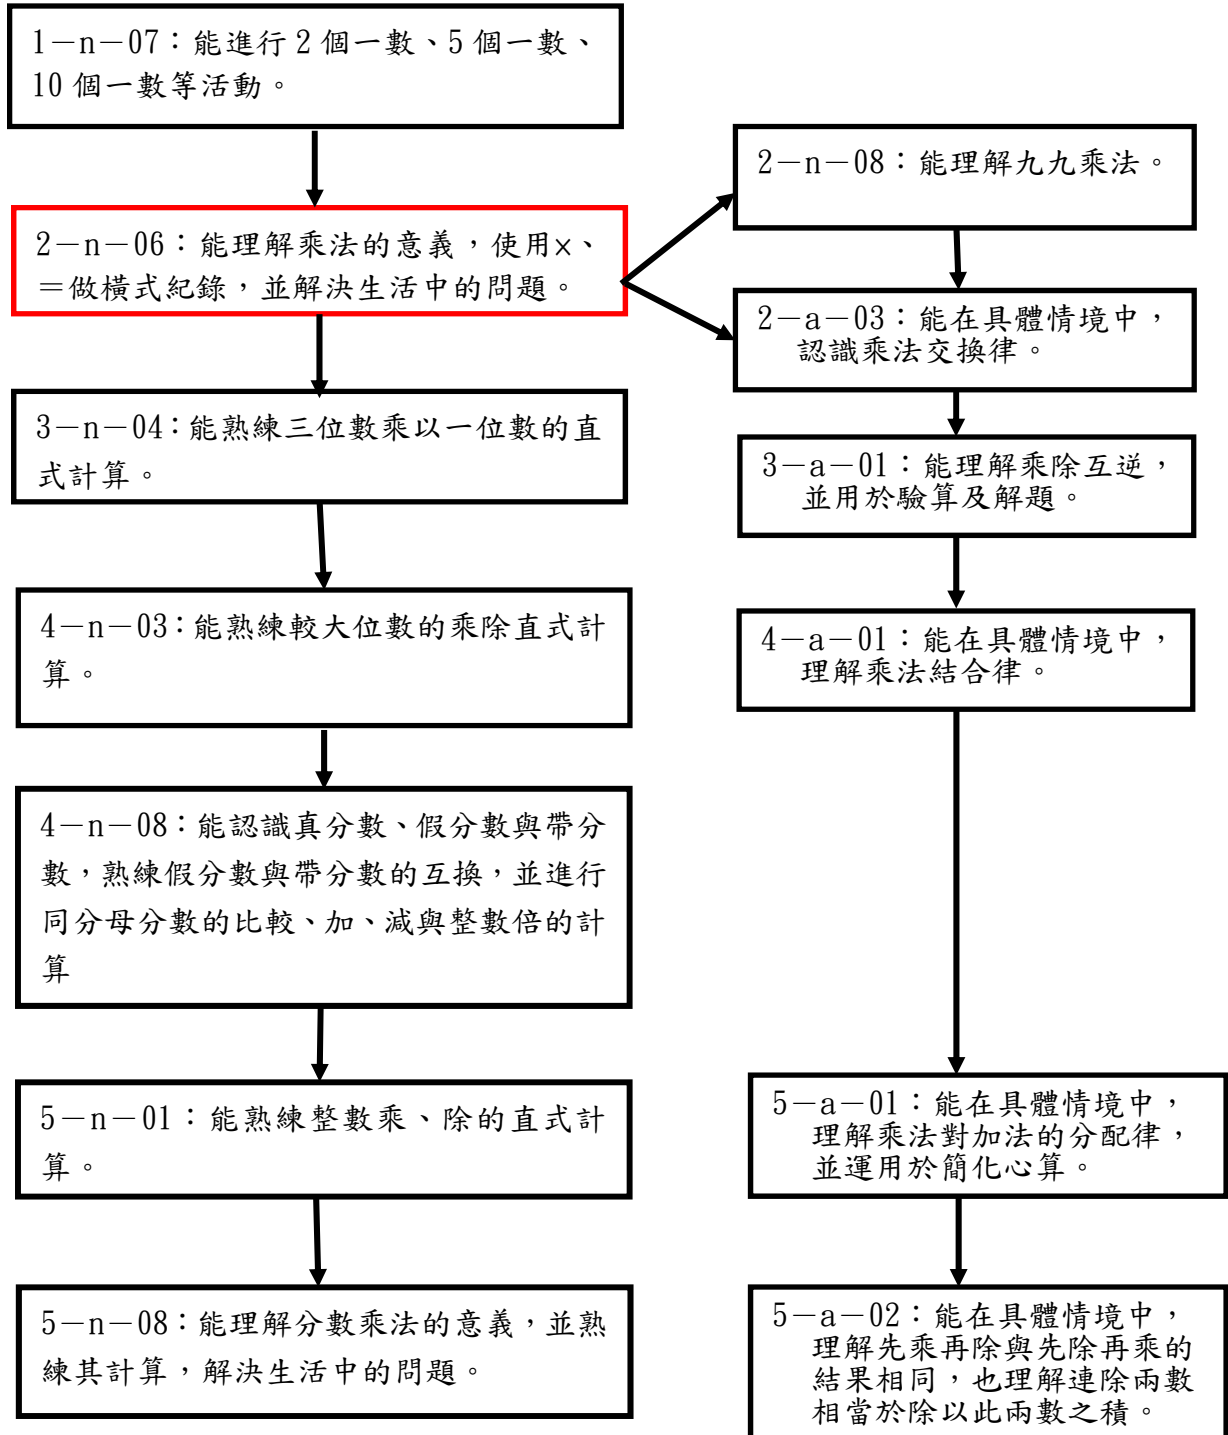 1－n－07：能進行 2 個一數、5 個一數、
10 個一數等活動。
2－n－06：能理解乘法的意義，使用×、
＝做橫式紀錄，並解決生活中的問題。
3－n－04：能熟練三位數乘以一位數的直
式計算。
4－n－03：能熟練較大位數的乘除直式計
算。
4－n－08：能認識真分數、假分數與帶分
數，熟練假分數與帶分數的互換，並進行
同分母分數的比較、加、減與整數倍的計
算
5－n－01：能熟練整數乘、除的直式計
算。
5－n－08：能理解分數乘法的意義，並熟
練其計算，解決生活中的問題。
2－n－08：能理解九九乘法。
2－a－03：能在具體情境中，
認識乘法交換律。
3－a－01：能理解乘除互逆，
並用於驗算及解題。
4－a－01：能在具體情境中，
理解乘法結合律。
5－a－01：能在具體情境中，
理解乘法對加法的分配律，
並運用於簡化心算。
5－a－02：能在具體情境中，
理解先乘再除與先除再乘的
結果相同，也理解連除兩數
相當於除以此兩數之積。